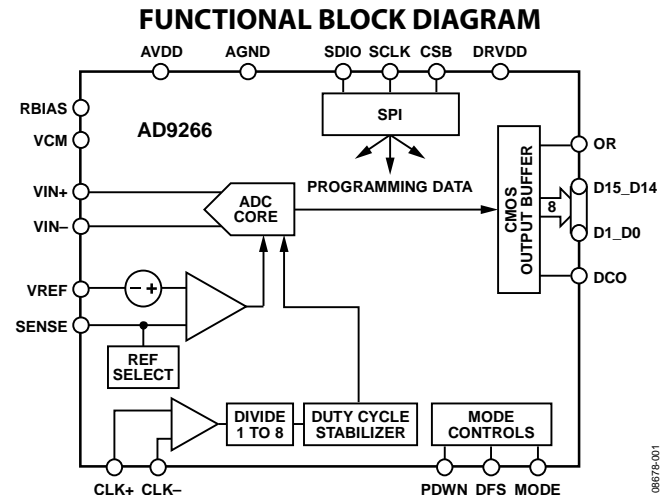 FUNCTIONAL BLOCK DIAGRAM
AVDD AGND SDIO SCLK CSB DRVDD
RBIAS
VCM
AD9266
SPI
PROGRAMMING DATA
VIN+
VIN–
ADC
CORE
CMOS
OUTPUT BUFFER
8
OR
D15_D14
D1_D0
DCO
VREF
– +
SENSE
REF
SELECT
DIVIDE
1 TO 8
DUTY CYCLE
STABILIZER
MODE
CONTROLS
CLK+ CLK– PDWN DFS MODE
08678-001